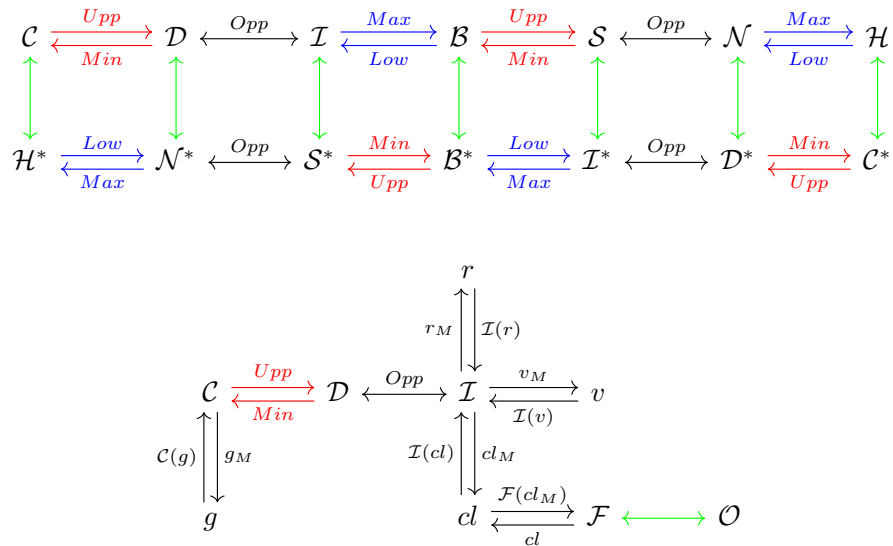 Upp Opp Max Upp Opp Max
𝒞 𝒟 ℐ ℬ 𝒮 𝒩 ℋ
Min Low Min Low
Low Opp Min Low Opp Min
ℋ* 𝒩* 𝒮* ℬ* ℐ* 𝒟* 𝒞*
Max Upp Max Upp
r
r_M ℐ(r)
Upp Opp v_M
𝒞 𝒟 ℐ v
Min ℐ(v)
𝒞(g) g_M ℐ(cl) cl_M
ℱ(cl_M)
g cl ℱ 𝒪
cl